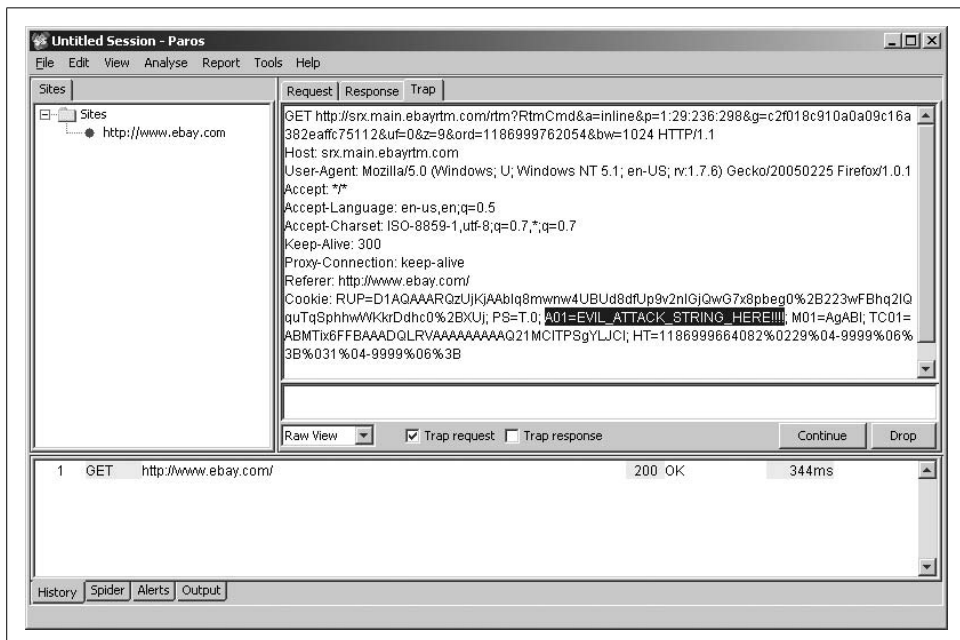 Untitled Session - Paros
File Edit View Analyse Report Tools Help
Sites
Sites
http://www.ebay.com
Request Response Trap
GET http://srx.main.ebayrtm.com/rtm?RtmCmd&a=inline&p=1:29:236:298&g=c2f018c910a0a09c16a
382eaffc75112&uf=0&z=9&ord=1186999762054&bw=1024 HTTP/1.1
Host: srx.main.ebayrtm.com
User-Agent: Mozilla/5.0 (Windows; U; Windows NT 5.1; en-US; rv:1.7.6) Gecko/20050225 Firefox/1.0.1
Accept: */*
Accept-Language: en-us,en;q=0.5
Accept-Charset: ISO-8859-1,utf-8;q=0.7,*;q=0.7
Keep-Alive: 300
Proxy-Connection: keep-alive
Referer: http://www.ebay.com/
Cookie: RUP=D1AQAAARQzUjKjAAblq8mwnw4UBUd8dfUp9v2nlGjQwG7x8pbeg0%2B223wFBhq2lQ
quTqSphhwWKkrDdhc0%2BXUj; PS=T.0; A01=EVIL_ATTACK_STRING_HERE!!!!; M01=AgABI; TC01=
ABMTix6FFBAAADQLRVAAAAAAAAAQ21MCITPSgYLJCI; HT=1186999664082%0229%04-9999%06%
3B%031%04-9999%06%3B
Raw View Trap request Trap response Continue Drop
1 GET http://www.ebay.com/ 200 OK 344ms
History Spider Alerts Output